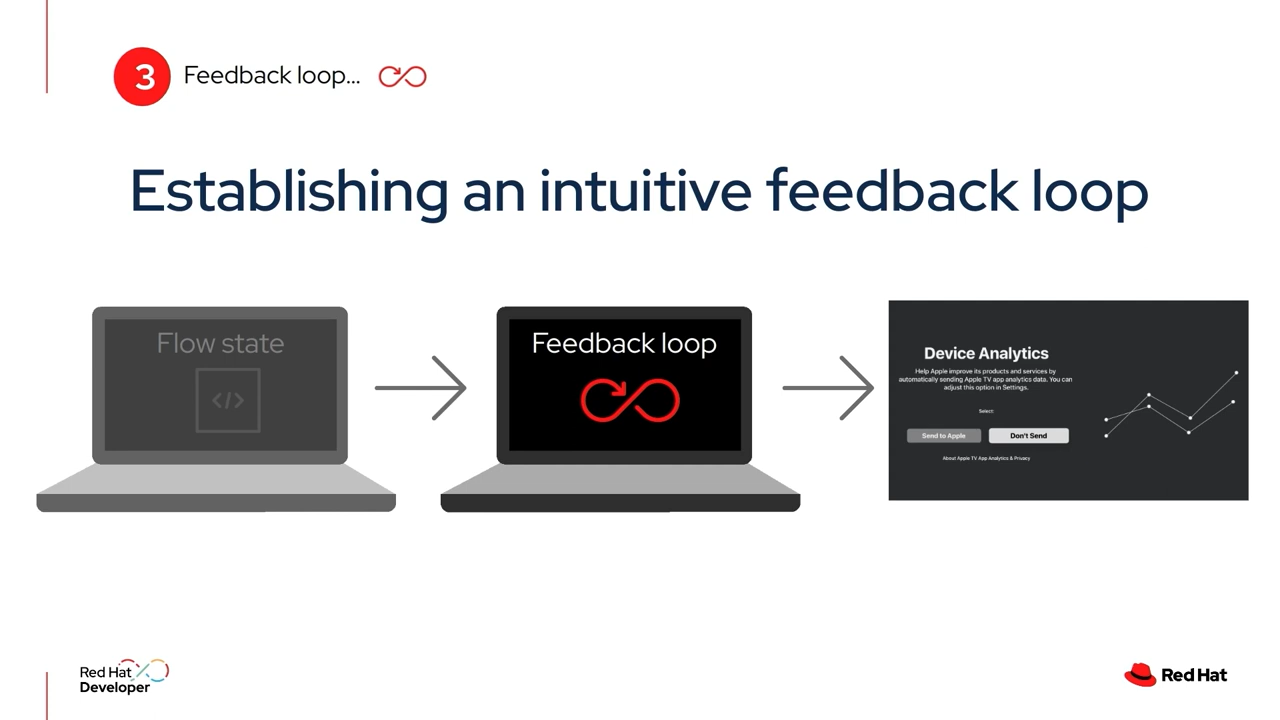 3
Feedback loop...
Establishing an intuitive feedback loop
Flow state
</>
Feedback loop
Device Analytics
Help Apple improve its products and services by
automatically sending Apple TV app analytics data. You can
adjust this option in Settings.
Select:
Send to Apple
Don't Send
About Apple TV App Analytics & Privacy
Red Hat
Developer
Red Hat